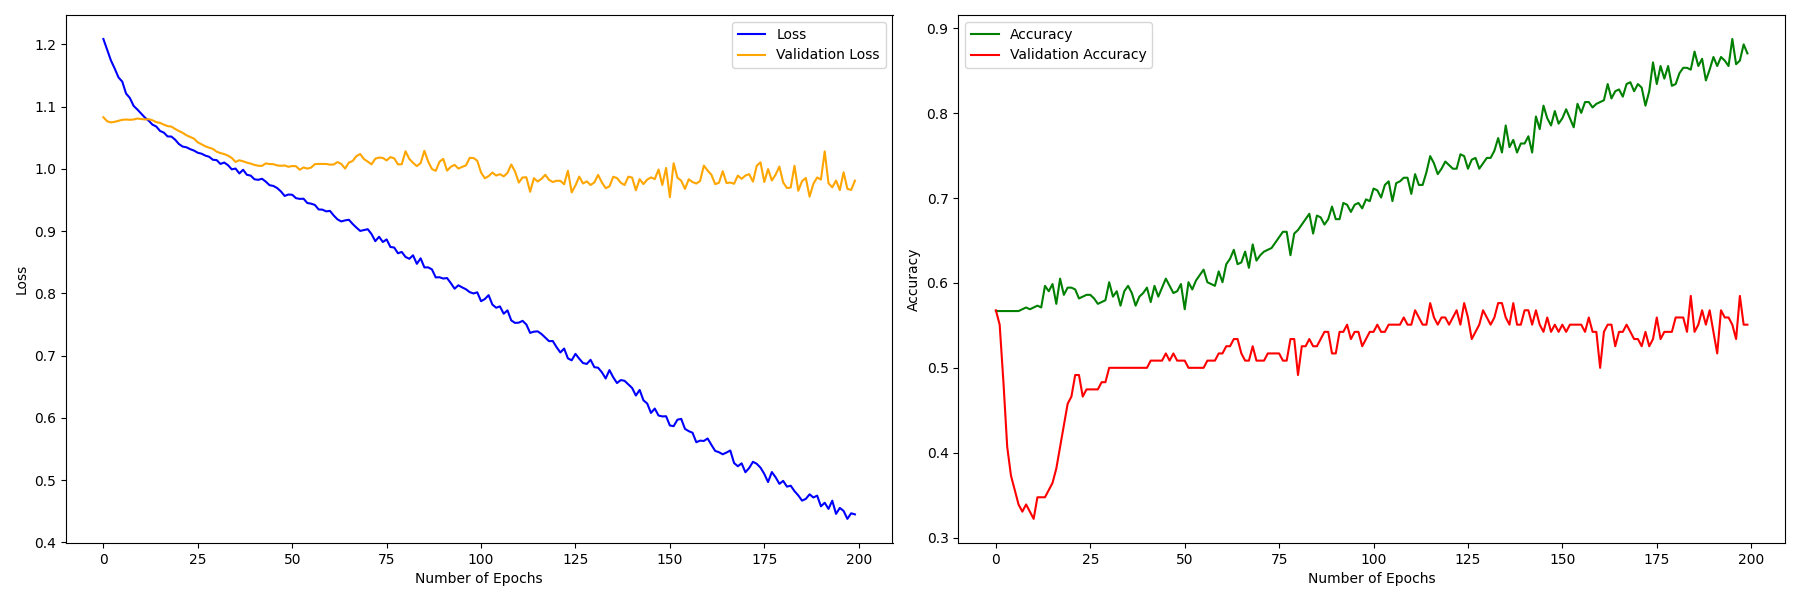 Loss
Validation Loss
1.2
1.1
1.0
0.9
0.8
0.7
0.6
0.5
0.4
Loss
0 25 50 75 100 125 150 175 200
Number of Epochs
Accuracy
Validation Accuracy
0.9
0.8
0.7
0.6
0.5
0.4
0.3
Accuracy
0 25 50 75 100 125 150 175 200
Number of Epochs